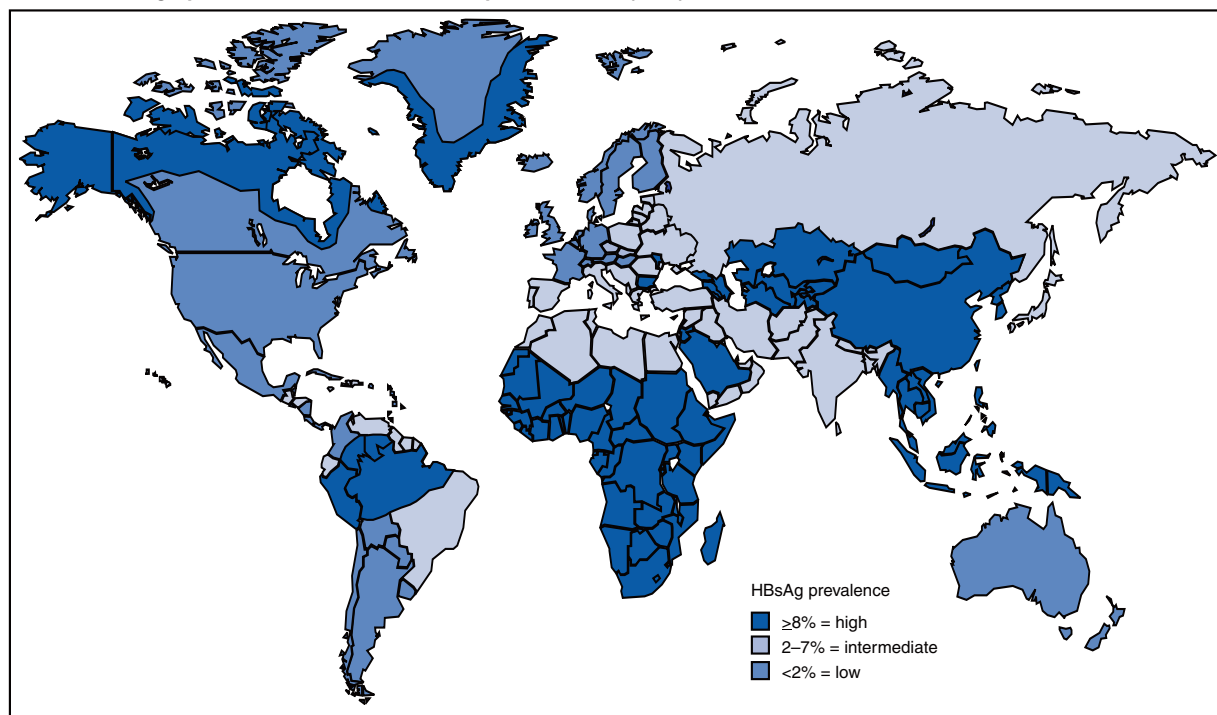 HBsAg prevalence
≥8% = high
2–7% = intermediate
<2% = low